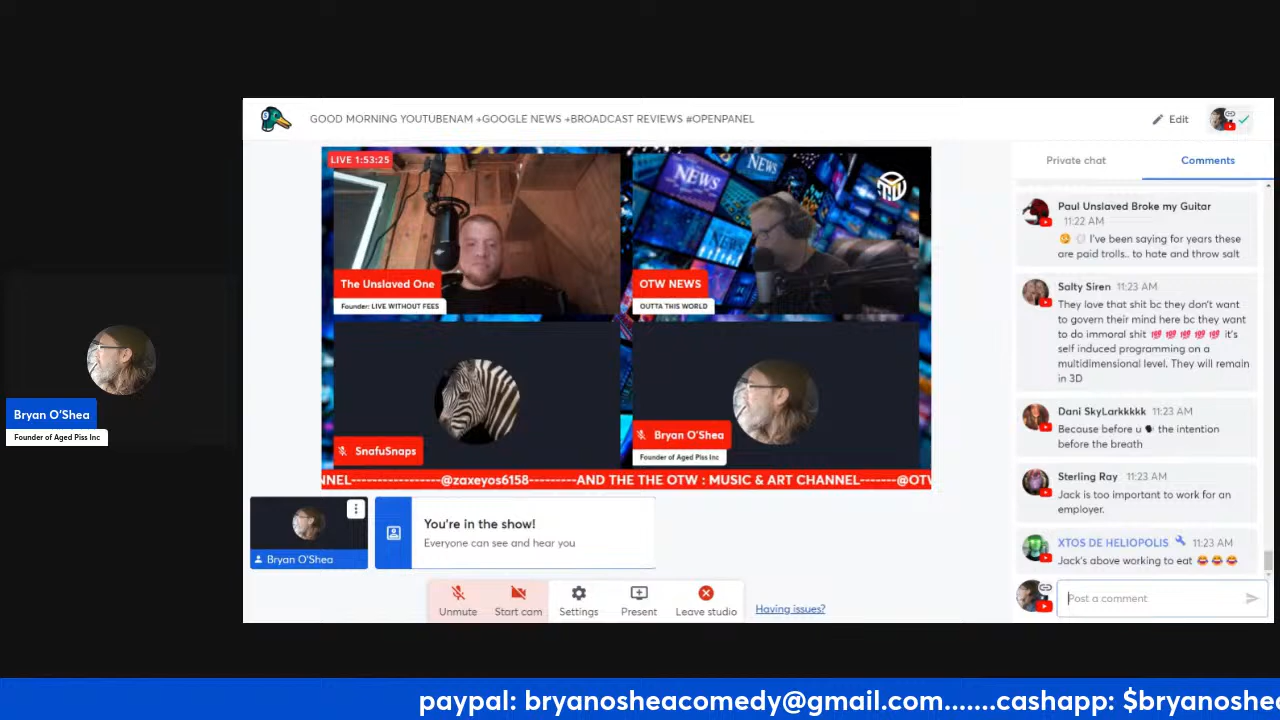 GOOD MORNING YOUTUBENAM +GOOGLE NEWS +BROADCAST REVIEWS #OPENPANEL
Edit
LIVE 1:53:25
NEWS
NEWS
NEWS
The Unslaved One
Founder: LIVE WITHOUT FEES
OTW NEWS
OUTTA THIS WORLD
SnafuSnaps
Bryan O'Shea
Founder of Aged Piss Inc
NNEL-----------------@zaxeyos6158---------AND THE THE OTW : MUSIC & ART CHANNEL-------@OTW
Bryan O'Shea
Founder of Aged Piss Inc
Bryan O'Shea
You're in the show!
Everyone can see and hear you
Unmute
Start cam
Settings
Present
Leave studio
Having issues?
Private chat
Comments
Paul Unslaved Broke my Guitar
11:22 AM
I've been saying for years these
are paid trolls.. to hate and throw salt
Salty Siren 11:23 AM
They love that shit bc they don't want
to govern their mind here bc they want
to do immoral shit 💯 💯 💯 💯 💯 it's
self induced programming on a
multidimensional level. They will remain
in 3D
Dani SkyLarkkkkk 11:23 AM
Because before u 🗣 the intention
before the breath
Sterling Ray 11:23 AM
Jack is too important to work for an
employer.
XTOS DE HELIOPOLIS 11:23 AM
Jack's above working to eat 😂 😂 😂
Post a comment
paypal: bryanosheacomedy@gmail.com.......cashapp: $bryanoshea